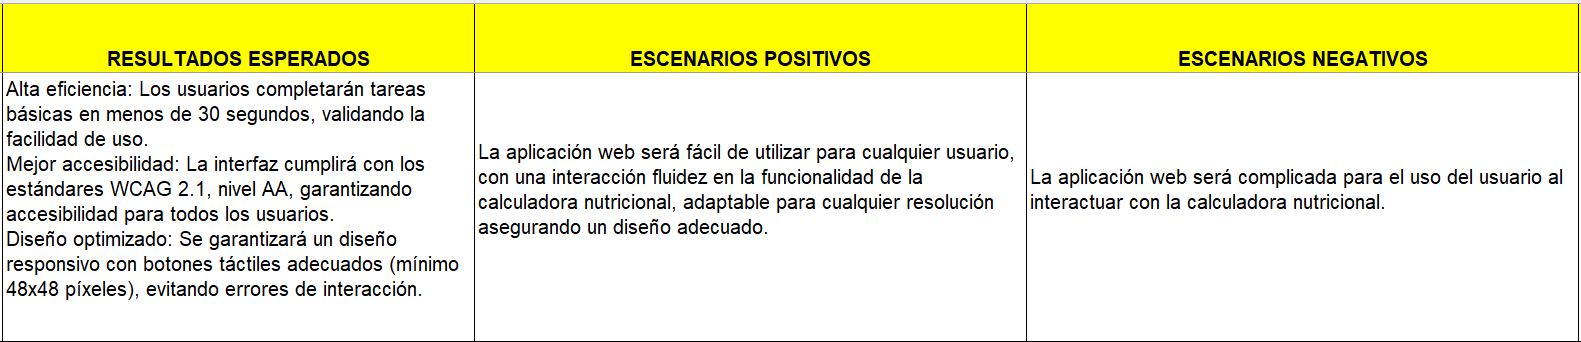 RESULTADOS ESPERADOS
ESCENARIOS POSITIVOS
ESCENARIOS NEGATIVOS
Alta eficiencia: Los usuarios completarán tareas
básicas en menos de 30 segundos, validando la
facilidad de uso.
Mejor accesibilidad: La interfaz cumplirá con los
estándares WCAG 2.1, nivel AA, garantizando
accesibilidad para todos los usuarios.
Diseño optimizado: Se garantizará un diseño
responsivo con botones táctiles adecuados (mínimo
48x48 píxeles), evitando errores de interacción.
La aplicación web será fácil de utilizar para cualquier usuario,
con una interacción fluidez en la funcionalidad de la
calculadora nutricional, adaptable para cualquier resolución
asegurando un diseño adecuado.
La aplicación web será complicada para el uso del usuario al
interactuar con la calculadora nutricional.